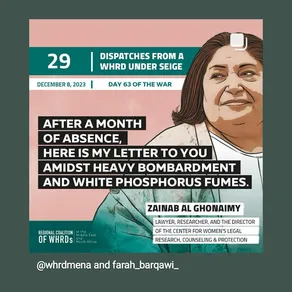 29
DISPATCHES FROM A
WHRD UNDER SEIGE
DECEMBER 8, 2023
DAY 63 OF THE WAR
AFTER A MONTH
OF ABSENCE,
HERE IS MY LETTER TO YOU
AMIDST HEAVY BOMBARDMENT
AND WHITE PHOSPHORUS FUMES.
ZAINAB AL GHONAIMY
LAWYER, RESEARCHER, AND THE DIRECTOR
OF THE CENTER FOR WOMEN'S LEGAL
RESEARCH, COUNSELING & PROTECTION
REGIONAL COALITION
OF WHRDs
@whrdmena and farah_barqawi_